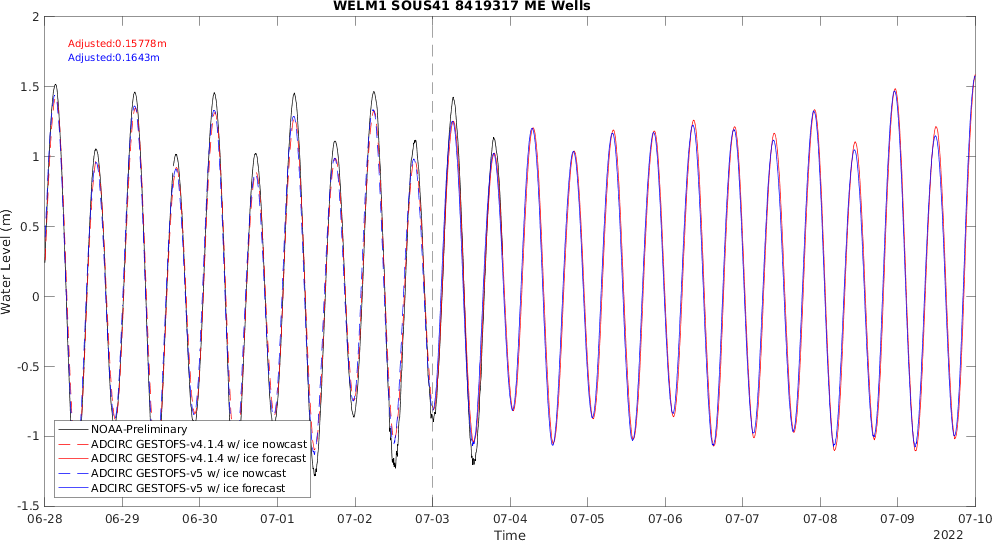 WELM1 SOUS41 8419317 ME Wells
Adjusted:0.15778m
Adjusted:0.1643m
Water Level (m)
2
1.5
1
0.5
0
-0.5
-1
-1.5
NOAA-Preliminary
ADCIRC GESTOFS-v4.1.4 w/ ice nowcast
ADCIRC GESTOFS-v4.1.4 w/ ice forecast
ADCIRC GESTOFS-v5 w/ ice nowcast
ADCIRC GESTOFS-v5 w/ ice forecast
06-28 06-29 06-30 07-01 07-02 07-03 07-04 07-05 07-06 07-07 07-08 07-09 07-10
Time
2022